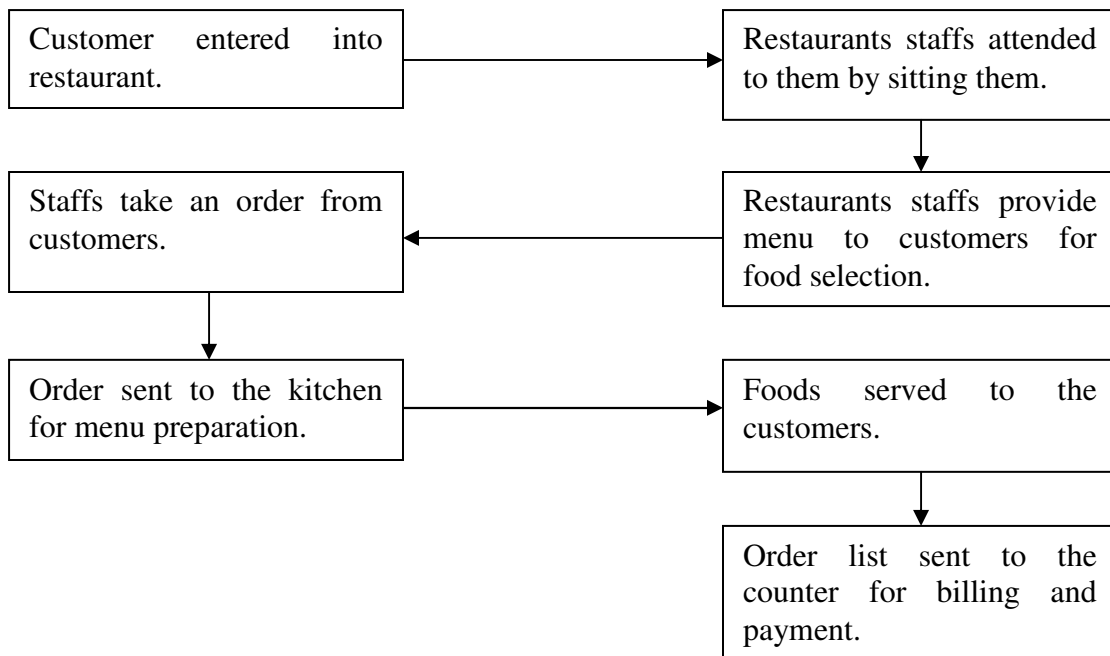 Customer entered into
restaurant.
Restaurants staffs attended
to them by sitting them.
Restaurants staffs provide
menu to customers for
food selection.
Staffs take an order from
customers.
Order sent to the kitchen
for menu preparation.
Foods served to the
customers.
Order list sent to the
counter for billing and
payment.